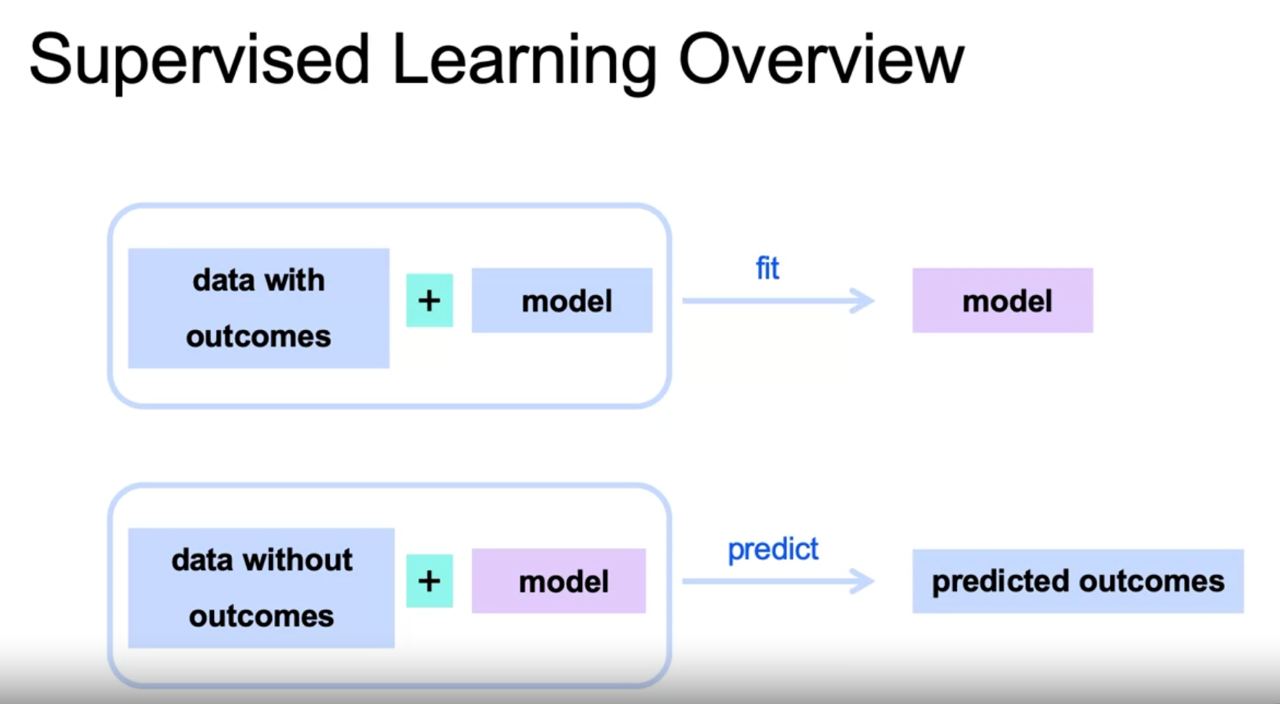 Supervised Learning Overview
data with
outcomes
+
model
fit
model
data without
outcomes
+
model
predict
predicted outcomes